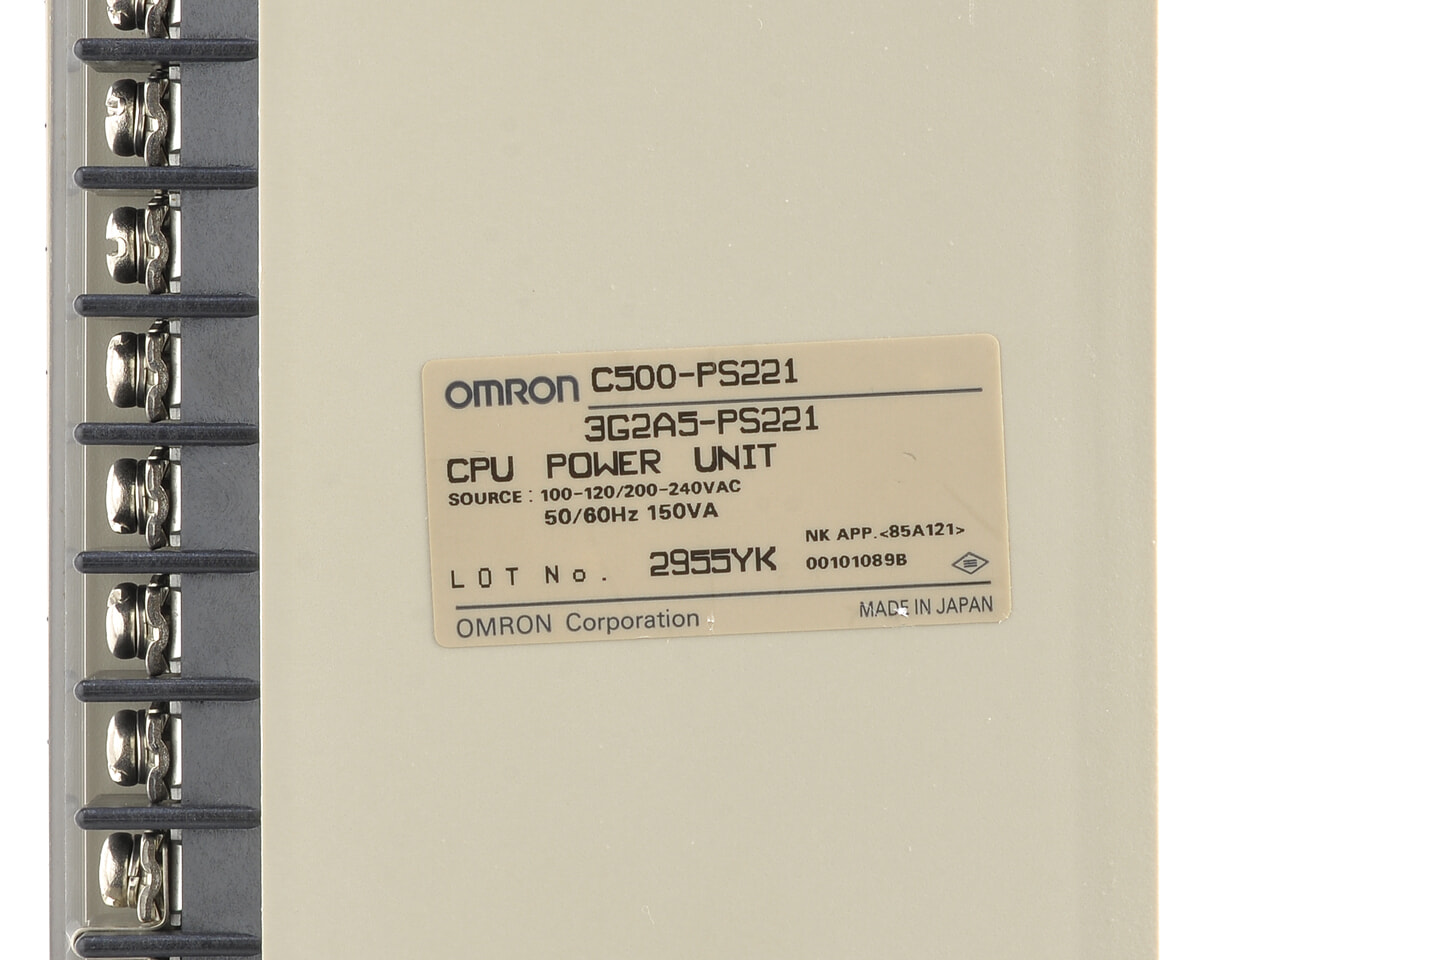 OMRON C500-PS221
3G2A5-PS221
CPU POWER UNIT
SOURCE : 100-120/200-240VAC
50/60Hz 150VA
NK APP.<85A121>
LOT No. 2955YK 00101089B
OMRON Corporation MADE IN JAPAN